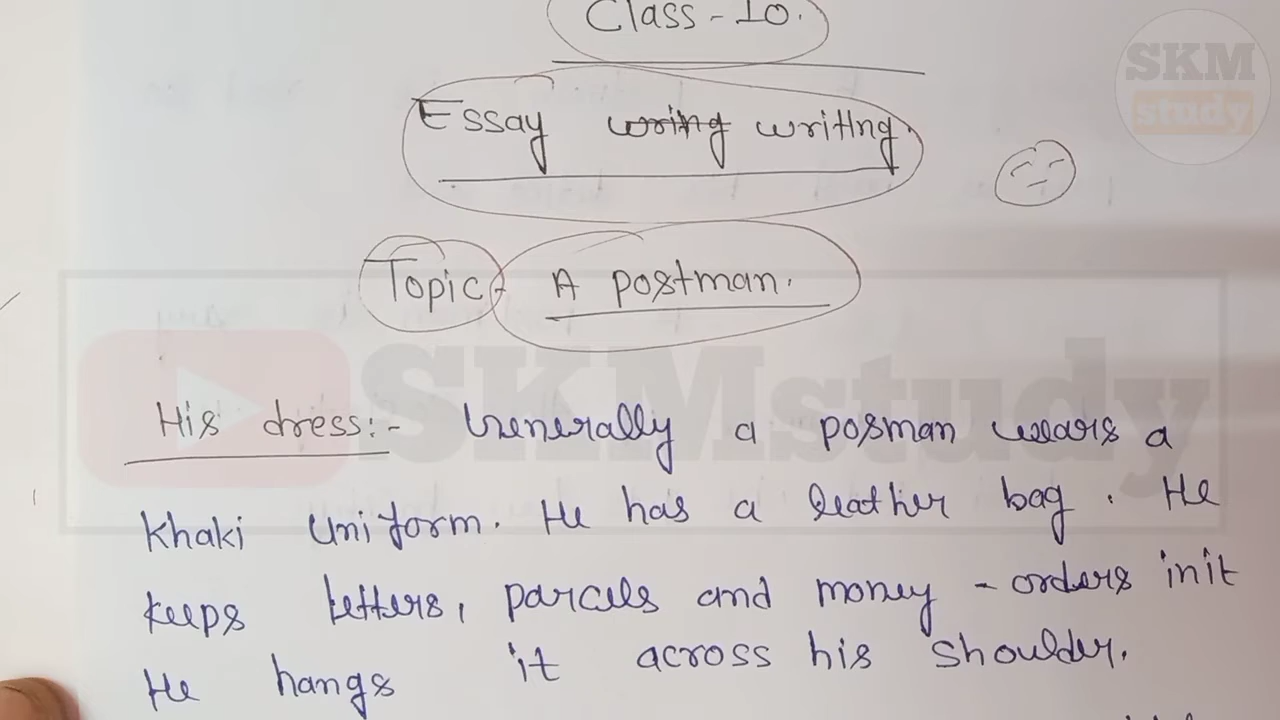 Class - 10.
SKM
study
Essay wring writing.
Topic - A postman.
SKMstudy
His dress:- Generally a posman wears a
khaki uniform. He has a leather bag. He
keeps letters, parcels and money - orders init
He hangs it across his shoulder.